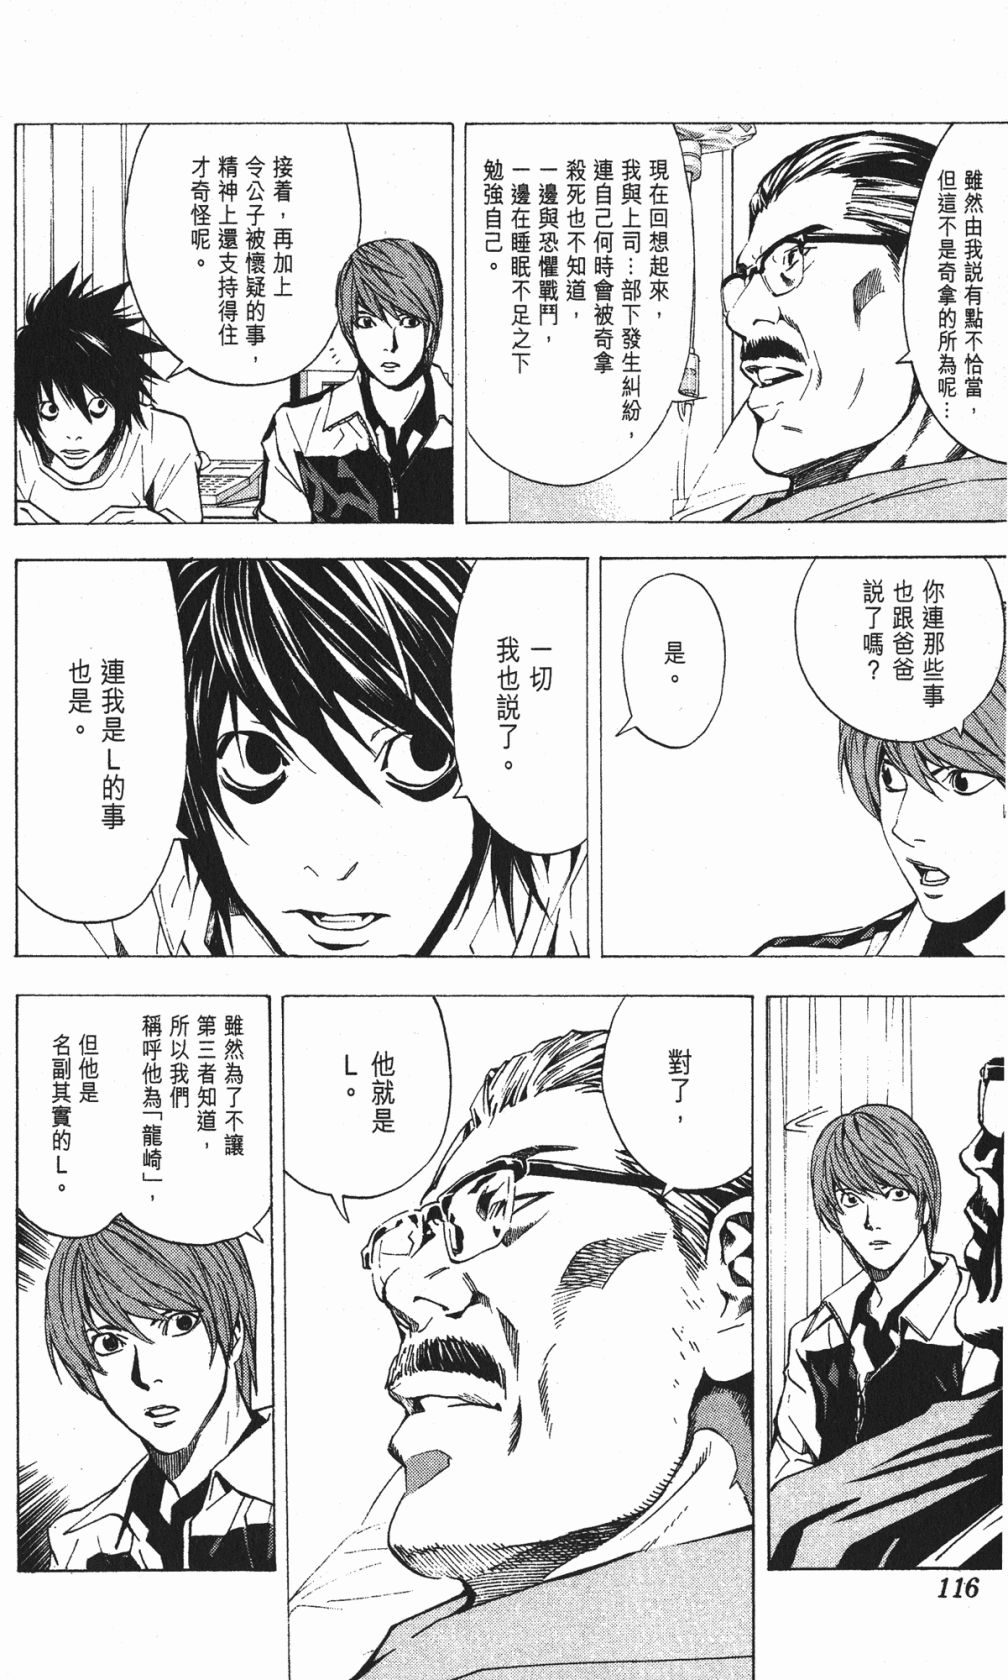 雖然由我説有點不恰當，
但這不是奇拿的所為呢…
現在回想起來，
我與上司…部下發生糾紛，
連自己何時會被奇拿
殺死也不知道，
一邊與恐懼戰鬥，
一邊在睡眠不足之下
勉強自己。
接着，再加上
令公子被懷疑的事，
精神上還支持得住
才奇怪呢。
你連那些事
也跟爸爸
説了嗎？
是。
一切
我也説了。
連我是L的事
也是。
對了，
他就是
L。
雖然為了不讓
第三者知道，
所以我們
稱呼他為「龍崎」，
但他是
名副其實的L。
116